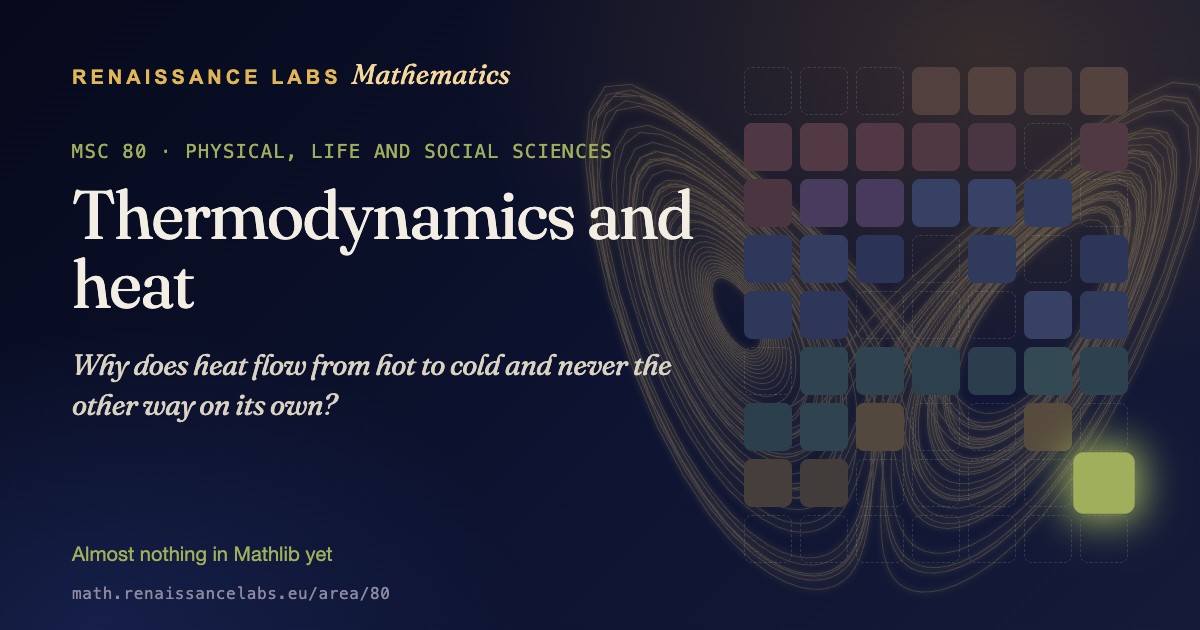 RENAISSANCE LABS Mathematics
MSC 80 · PHYSICAL, LIFE AND SOCIAL SCIENCES
Thermodynamics and
heat
Why does heat flow from hot to cold and never the
other way on its own?
Almost nothing in Mathlib yet
math.renaissancelabs.eu/area/80